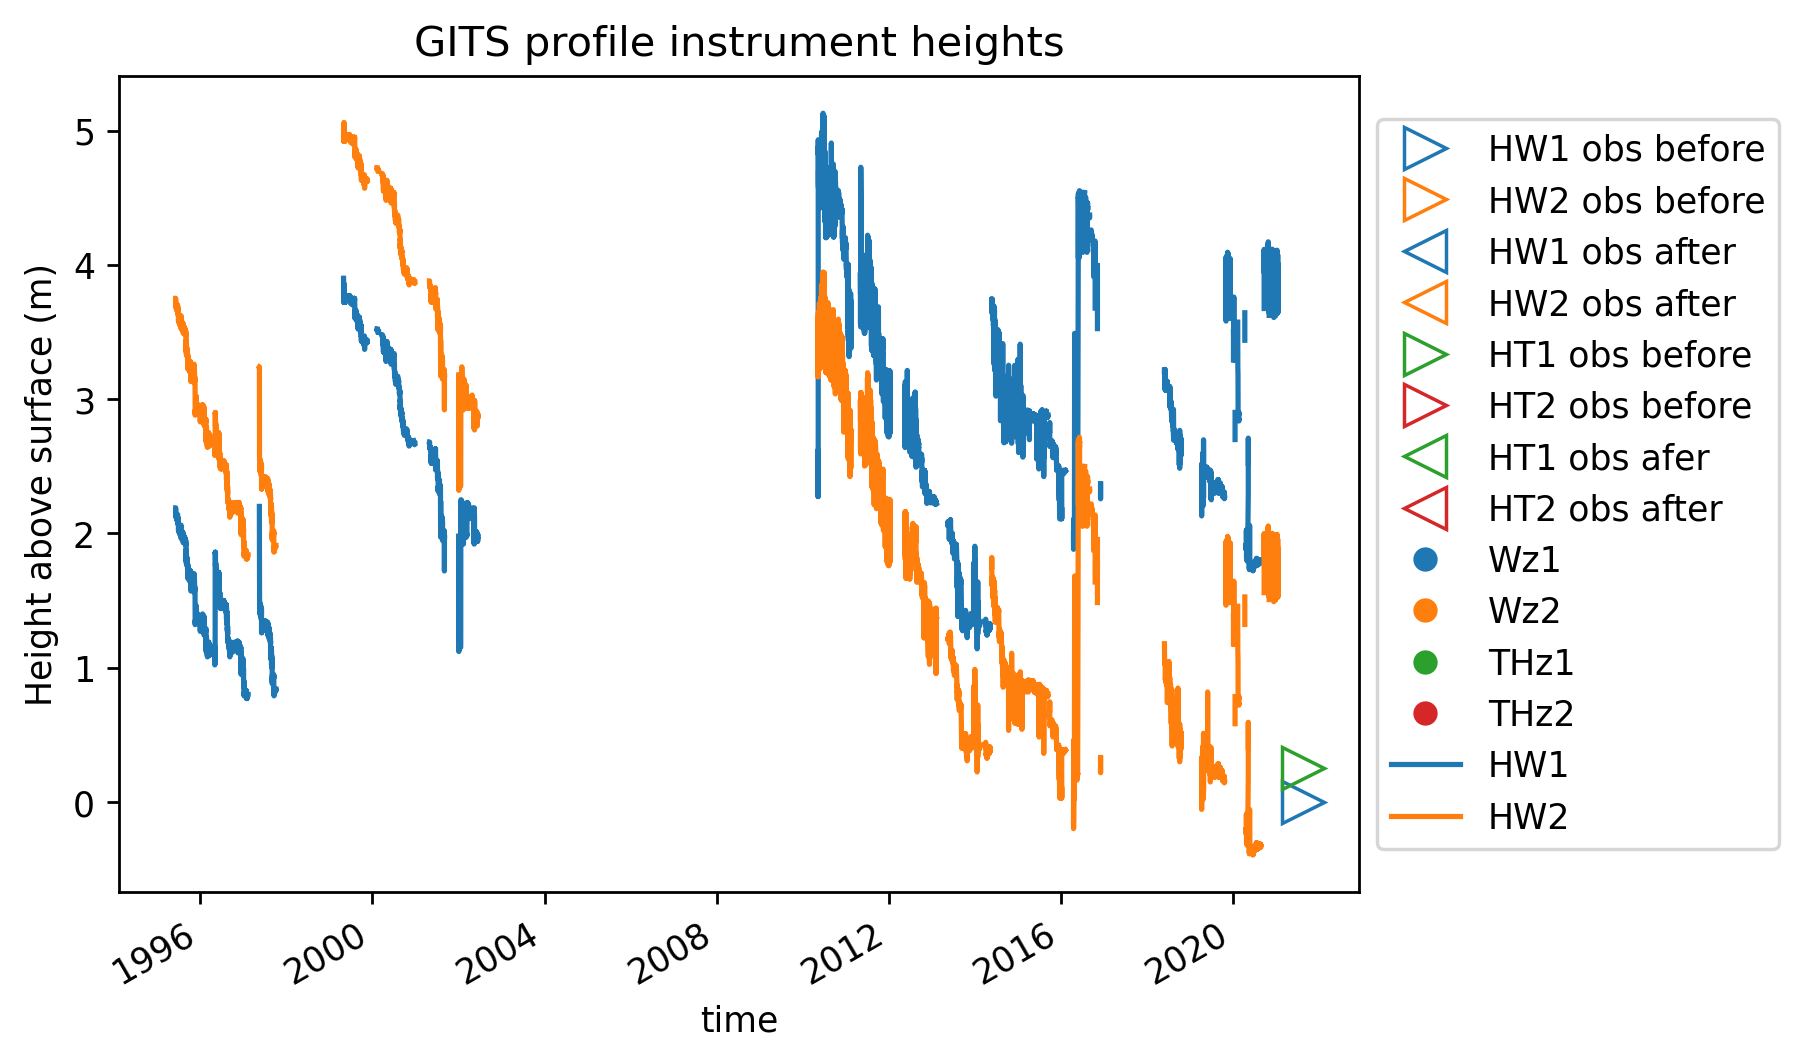 GITS profile instrument heights
Height above surface (m)
5
4
3
2
1
0
1996
2000
2004
2008
2012
2016
2020
time
HW1 obs before
HW2 obs before
HW1 obs after
HW2 obs after
HT1 obs before
HT2 obs before
HT1 obs afer
HT2 obs after
Wz1
Wz2
THz1
THz2
HW1
HW2